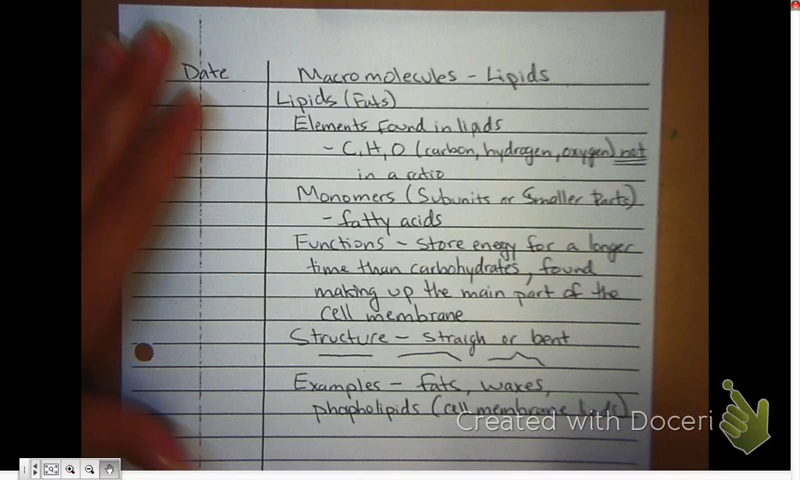 Date Macromolecules - Lipids
Lipids (Fats)
Elements found in lipids
- C, H, O (carbon, hydrogen, oxygen) not
in a ratio
Monomers (Subunits or Smaller Parts)
- fatty acids
Functions - store energy for a longer
time than carbohydrates, found
making up the main part of the
cell membrane
Structure - straigh or bent
Examples - fats, waxes,
phospholipids (cell membrane lipids)
Created with Doceri